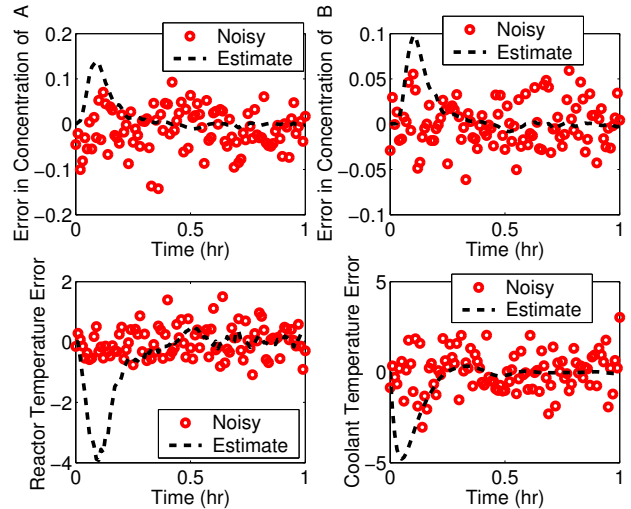 Error in Concentration of A
0.2
0.1
0
−0.1
−0.2
0
0.5
1
Time (hr)
Noisy
Estimate
Error in Concentration of B
0.1
0.05
0
−0.05
−0.1
0
0.5
1
Time (hr)
Noisy
Estimate
Reactor Temperature Error
2
0
−2
−4
0
0.5
1
Time (hr)
Noisy
Estimate
Coolant Temperature Error
5
0
−5
0
0.5
1
Time (hr)
Noisy
Estimate